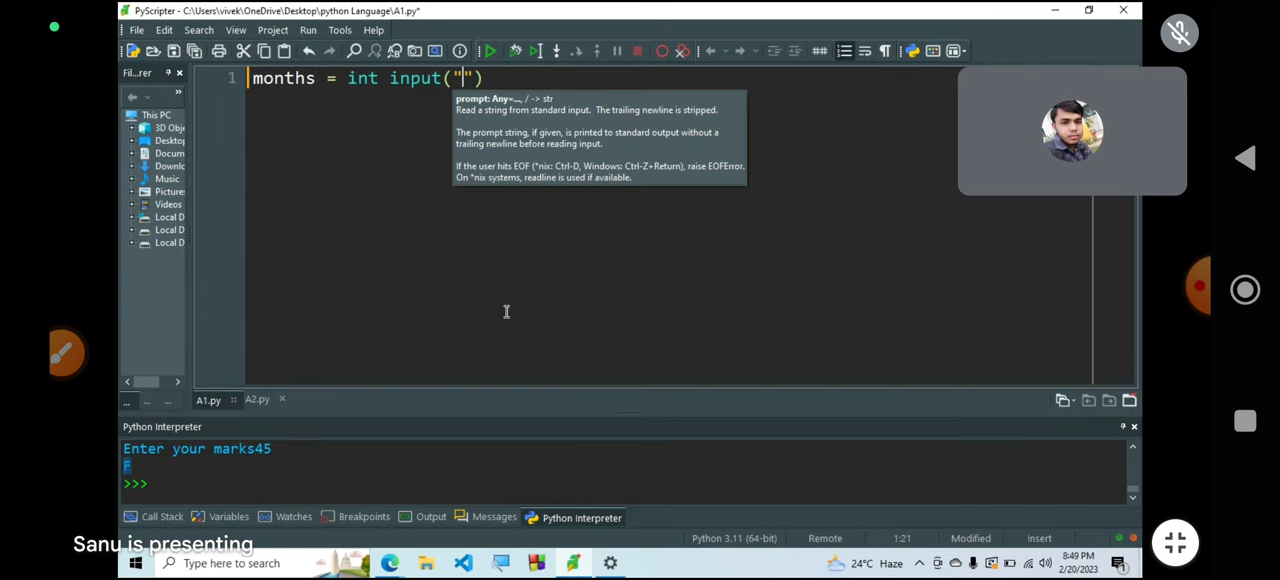 PyScripter - C:\Users\vivek\OneDrive\Desktop\python Language\A1.py*
File Edit Search View Project Run Tools Help
Fil...rer
1 months = int input("")
prompt: Any=..., / -> str
Read a string from standard input. The trailing newline is stripped.
The prompt string, if given, is printed to standard output without a
trailing newline before reading input.
If the user hits EOF (*nix: Ctrl-D, Windows: Ctrl-Z+Return), raise EOFError.
On *nix systems, readline is used if available.
This PC
3D Obje
Desktop
Docum
Downlo
Music
Pictures
Videos
Local D
Local D
Local D
... ... ...
A1.py A2.py
Python Interpreter
Enter your marks45
F
>>>
Call Stack Variables Watches Breakpoints Output Messages Python Interpreter
Python 3.11 (64-bit) Remote 1:21 Modified Insert
Sanu is presenting
Type here to search
24°C Haze
8:49 PM
2/20/2023
1